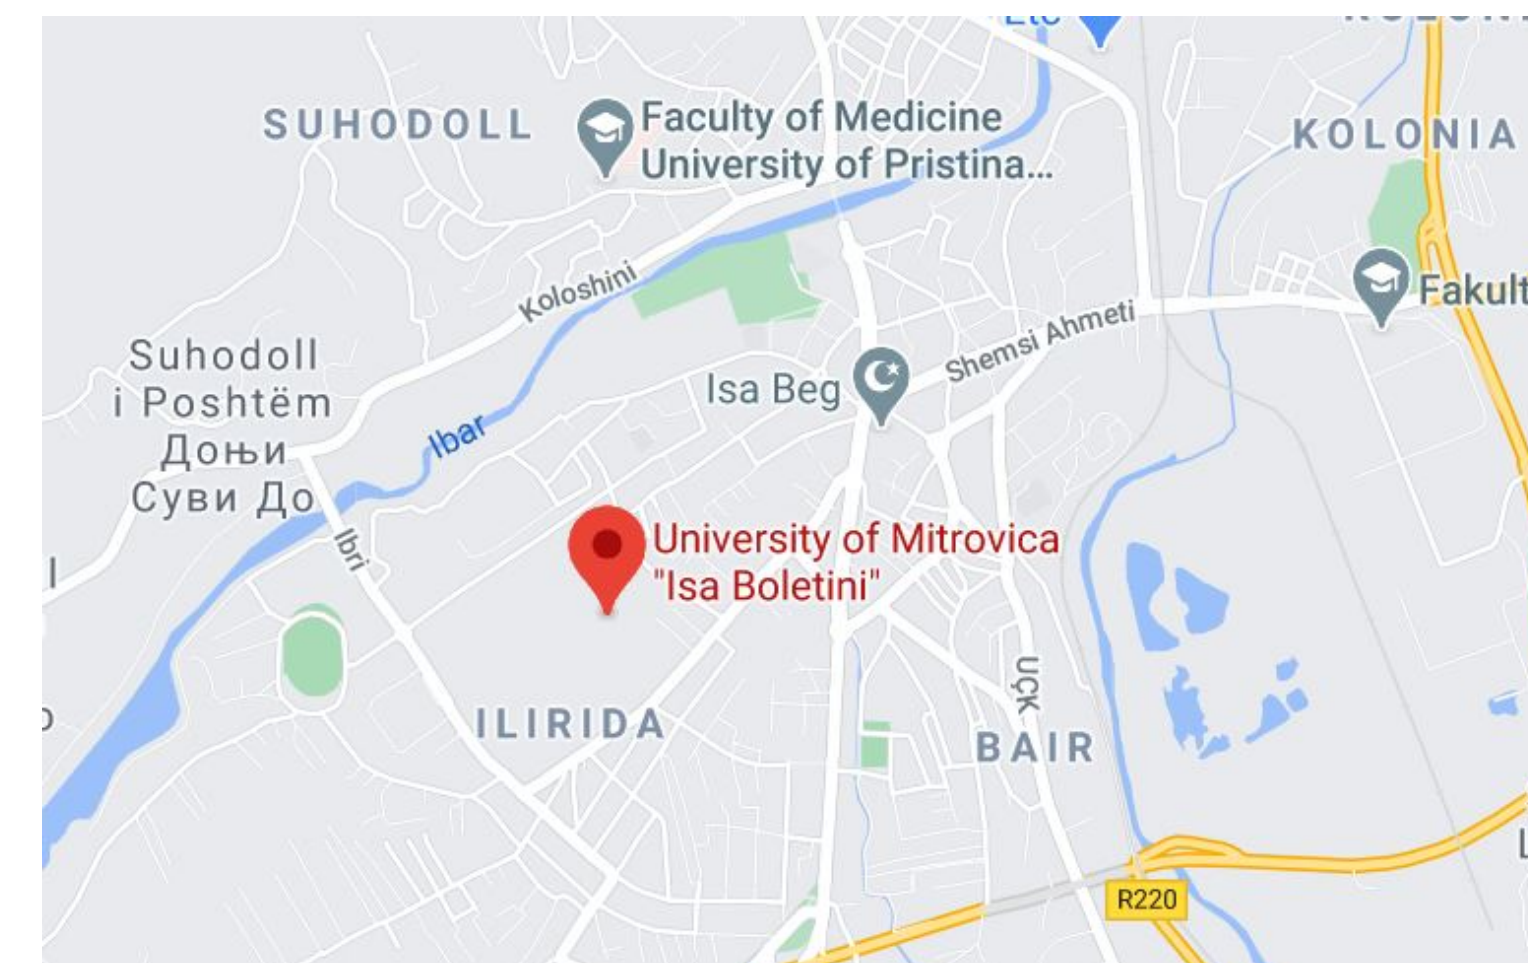 Etc
SUHODOLL
Faculty of Medicine
University of Pristina...
KOLONIA
Koloshini
Fakult
Shemsi Ahmeti
Suhodoll
i Poshtëm
Доњи
Суви До
Isa Beg
Ibar
Ibri
University of Mitrovica
"Isa Boletini"
UÇK
ILIRIDA
BAIR
R220